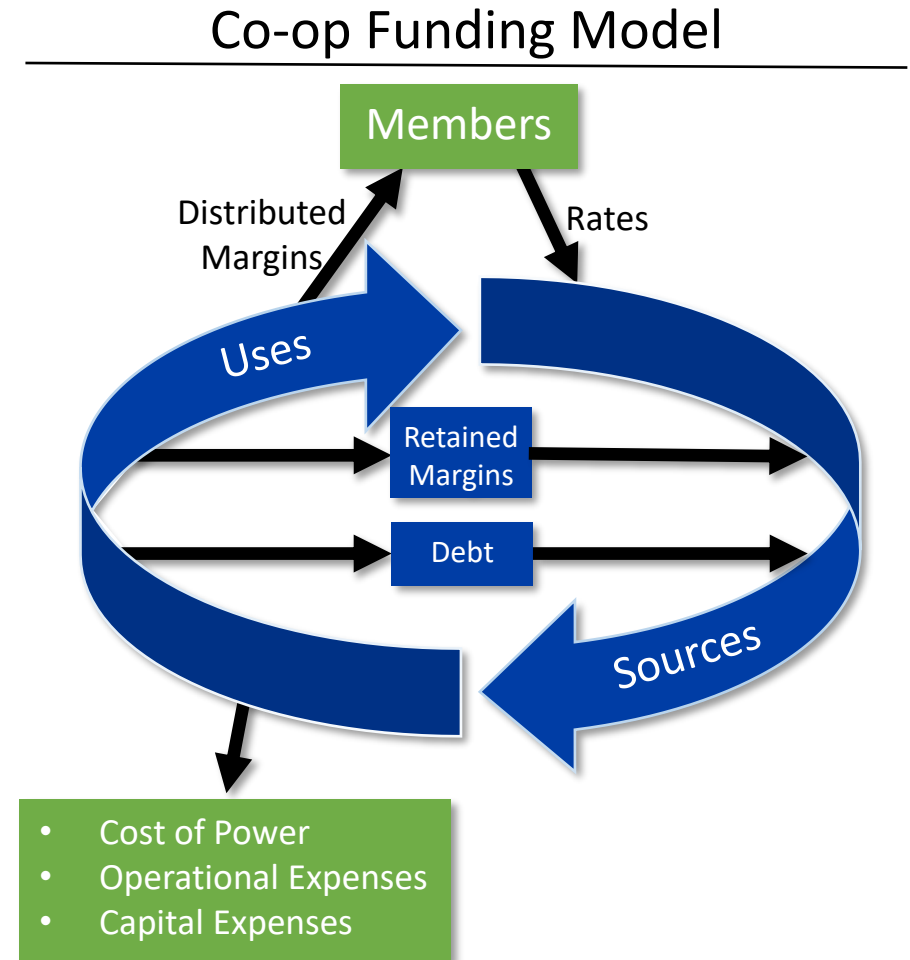 Co-op Funding Model
Members
Distributed
Margins
Rates
Uses
Retained
Margins
Debt
Sources
• Cost of Power
• Operational Expenses
• Capital Expenses